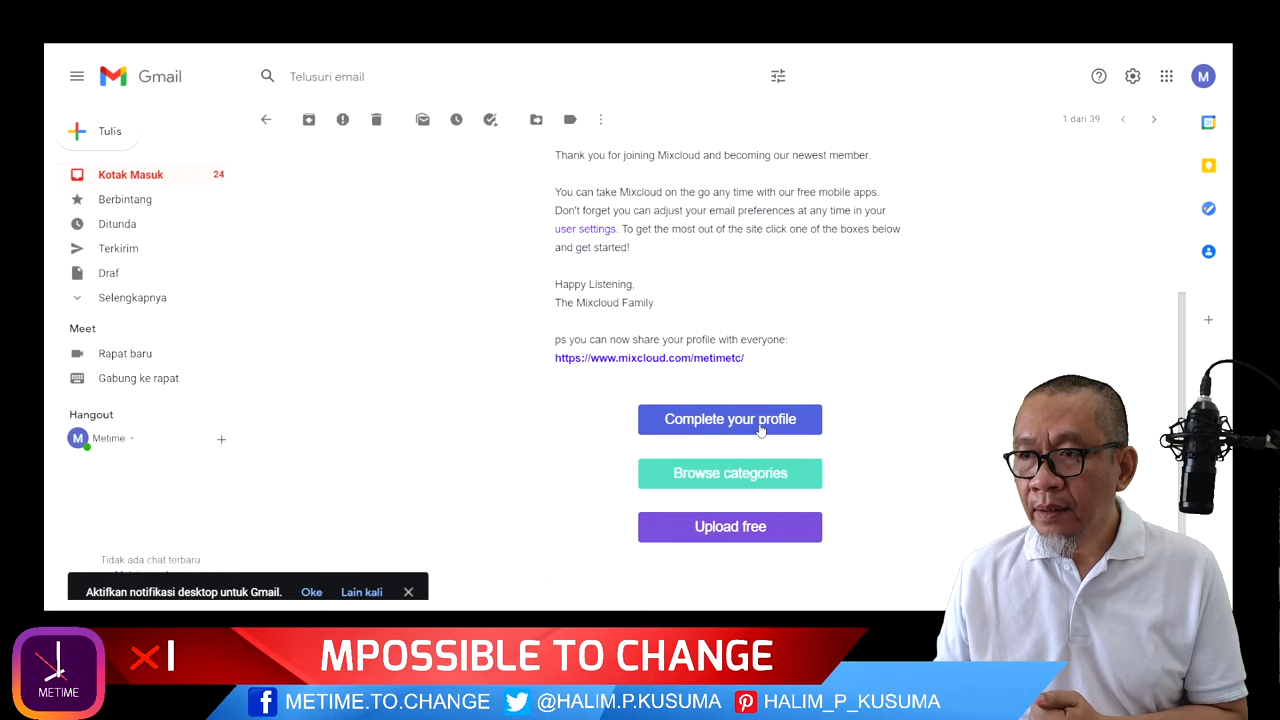 Gmail
Telusuri email
M
Tulis
1 dari 39
31
Kotak Masuk 24
Berbintang
Ditunda
Terkirim
Draf
Selengkapnya
Meet
Rapat baru
Gabung ke rapat
Hangout
M Metime
Tidak ada chat terbaru
Aktifkan notifikasi desktop untuk Gmail. Oke Lain kali
Thank you for joining Mixcloud and becoming our newest member.
You can take Mixcloud on the go any time with our free mobile apps.
Don't forget you can adjust your email preferences at any time in your
user settings. To get the most out of the site click one of the boxes below
and get started!
Happy Listening,
The Mixcloud Family
ps you can now share your profile with everyone:
https://www.mixcloud.com/metimetc/
Complete your profile
Browse categories
Upload free
METIME
X I MPOSSIBLE TO CHANGE
METIME.TO.CHANGE @HALIM.P.KUSUMA HALIM_P_KUSUMA